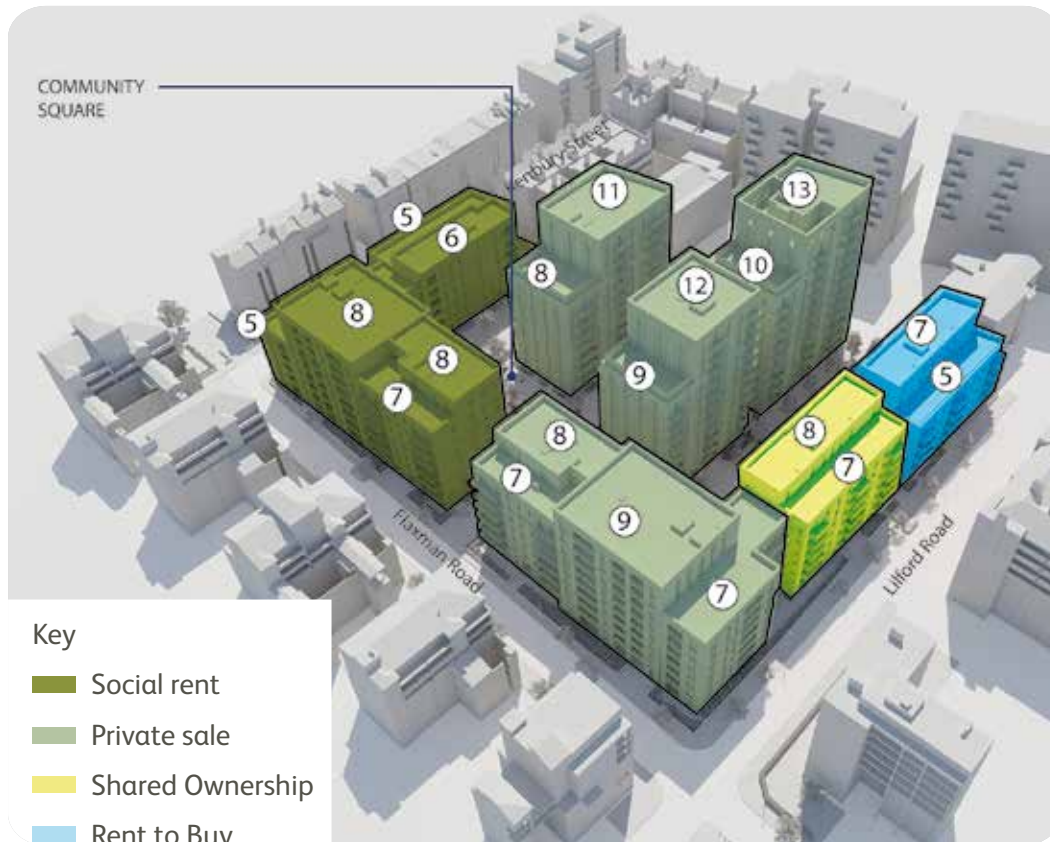 COMMUNITY
SQUARE
enbury Street
11
13
5
6
8
10
12
5
8
8
7
9
7
5
8
7
8
7
9
7
Flaxman Road
Lilford Road
Key
Social rent
Private sale
Shared Ownership
Rent to Buy